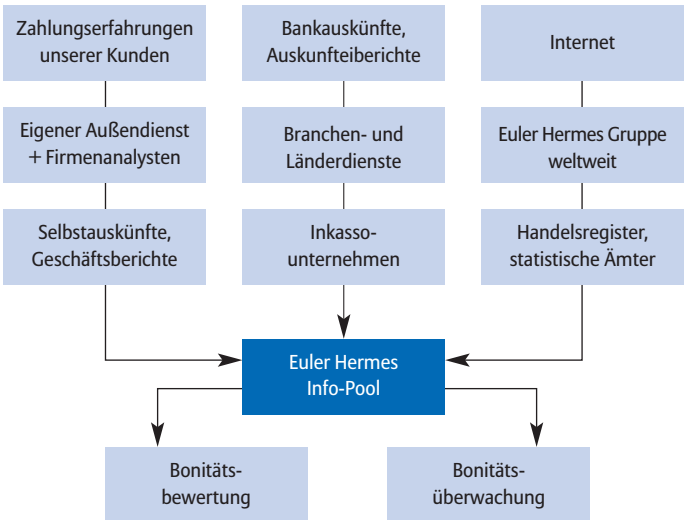 Zahlungserfahrungen
unserer Kunden
Bankauskünfte,
Auskunfteiberichte
Internet
Eigener Außendienst
+ Firmenanalysten
Branchen- und
Länderdienste
Euler Hermes Gruppe
weltweit
Selbstauskünfte,
Geschäftsberichte
Inkasso-
unternehmen
Handelsregister,
statistische Ämter
Euler Hermes
Info-Pool
Bonitäts-
bewertung
Bonitäts-
überwachung